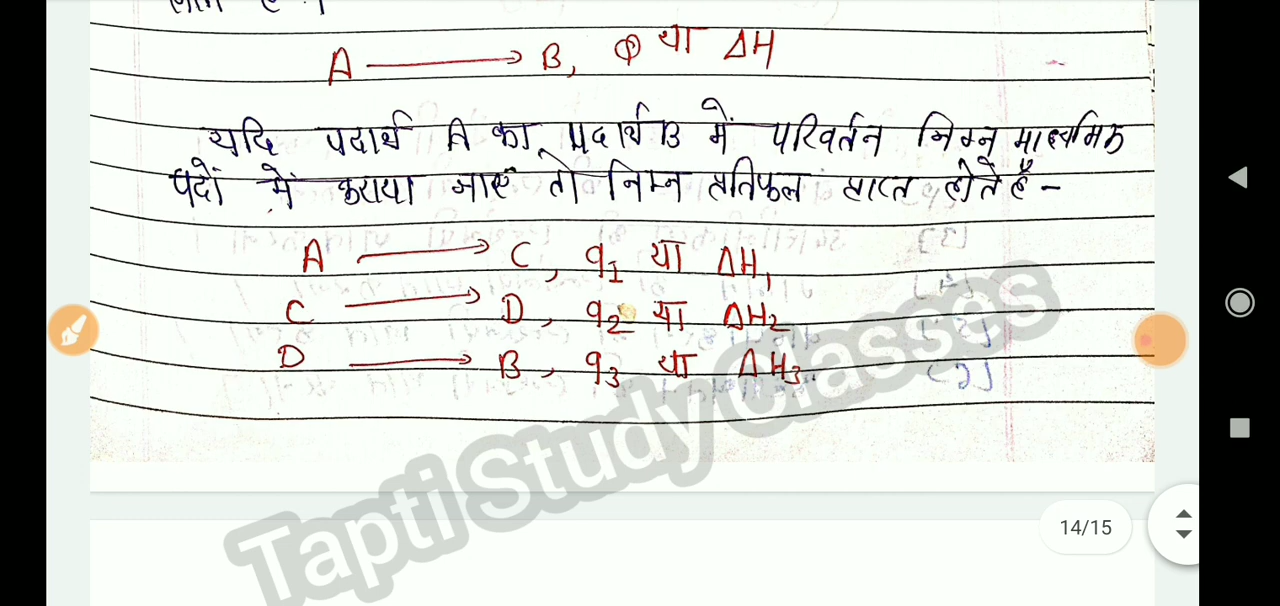 A ⟶ B, Q या ΔH
यदि पदार्थ A का पदार्थ B में परिवर्तन निम्न माध्यमिक
पदों में कराया जाए तो निम्न प्रतिफल प्राप्त होते है -
A ⟶ C, q1 या ΔH1
C ⟶ D, q2 या ΔH2
D ⟶ B, q3 या ΔH3
Tapti Study Classes
14/15